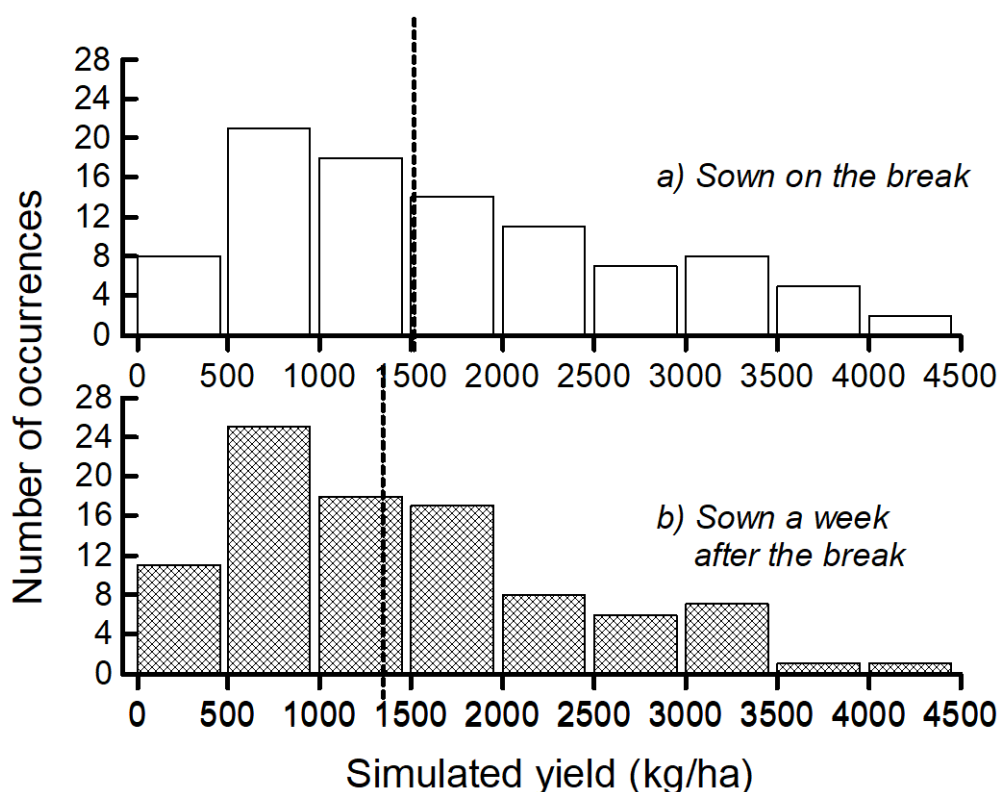 28
24
20
16
12
8
4
0
a) Sown on the break
0 500 1000 1500 2000 2500 3000 3500 4000 4500
Number of occurrences
28
24
20
16
12
8
4
0
b) Sown a week
after the break
0 500 1000 1500 2000 2500 3000 3500 4000 4500
Simulated yield (kg/ha)